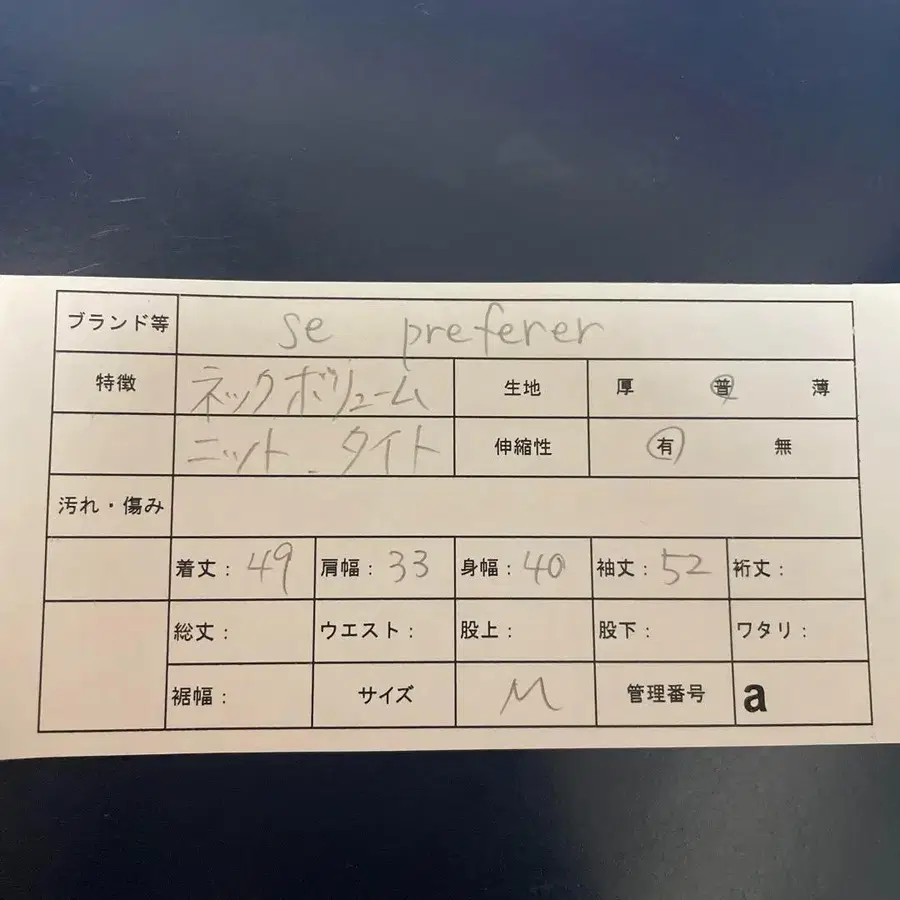 ブランド等 se preferer
特徴 ネックボリューム 生地 厚 普 薄
ニット.タイト 伸縮性 有 無
汚れ・傷み
着丈: 49 肩幅: 33 身幅: 40 袖丈: 52 裄丈:
総丈: ウエスト: 股上: 股下: ワタリ:
裾幅: サイズ M 管理番号 a